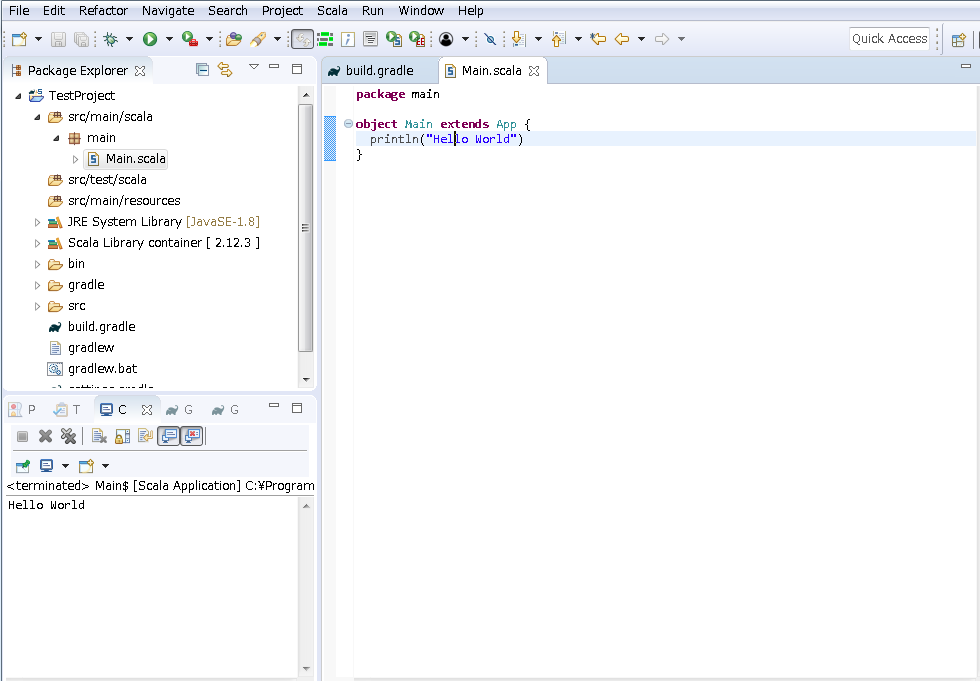 File Edit Refactor Navigate Search Project Scala Run Window Help
Quick Access
Package Explorer
TestProject
src/main/scala
main
Main.scala
src/test/scala
src/main/resources
JRE System Library [JavaSE-1.8]
Scala Library container [ 2.12.3 ]
bin
gradle
src
build.gradle
gradlew
gradlew.bat
build.gradle Main.scala
package main
object Main extends App {
println("Hello World")
}
P T C G G
<terminated> Main$ [Scala Application] C:¥Program
Hello World